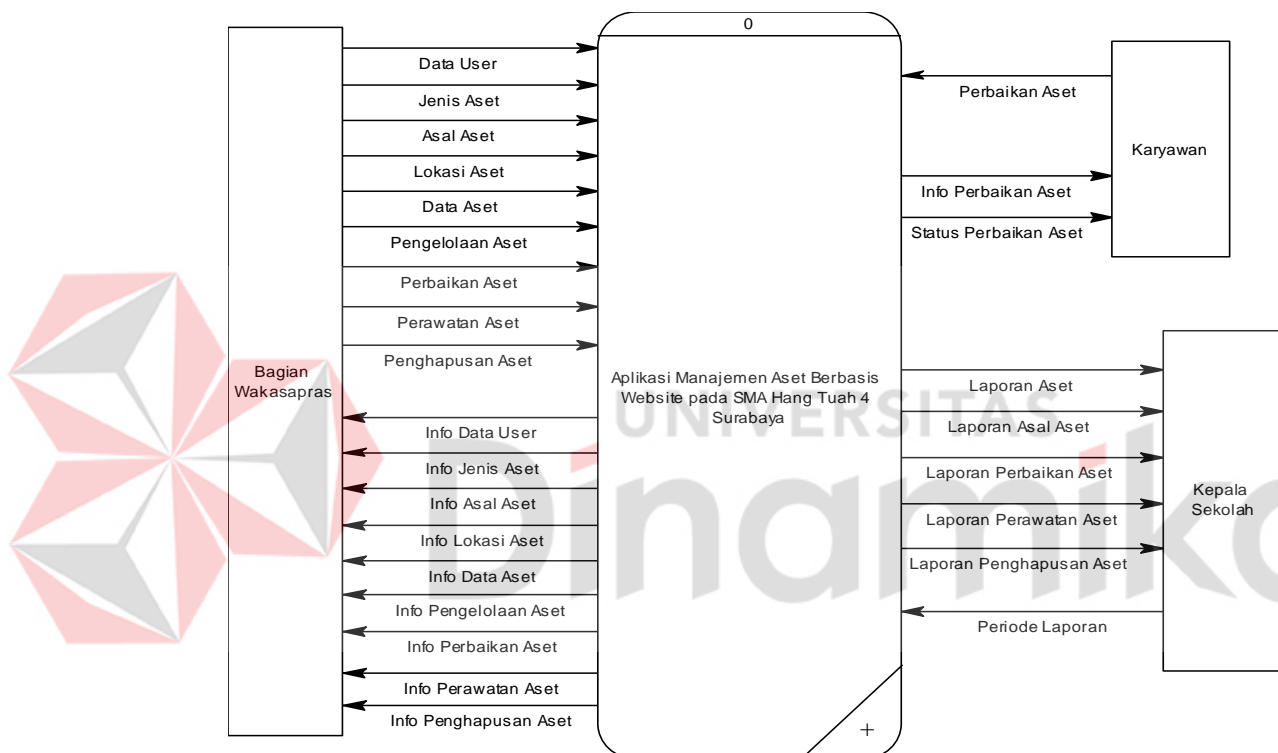 0
Data User
Jenis Aset
Asal Aset
Lokasi Aset
Data Aset
Pengelolaan Aset
Perbaikan Aset
Perawatan Aset
Penghapusan Aset
Bagian
Wakasapras
Info Data User
Info Jenis Aset
Info Asal Aset
Info Lokasi Aset
Info Data Aset
Info Pengelolaan Aset
Info Perbaikan Aset
Info Perawatan Aset
Info Penghapusan Aset
Aplikasi Manajemen Aset Berbasis
Website pada SMA Hang Tuah 4
Surabaya
+
Perbaikan Aset
Info Perbaikan Aset
Status Perbaikan Aset
Karyawan
Laporan Aset
Laporan Asal Aset
Laporan Perbaikan Aset
Laporan Perawatan Aset
Laporan Penghapusan Aset
Periode Laporan
Kepala
Sekolah
UNIVERSITAS
Dinamika